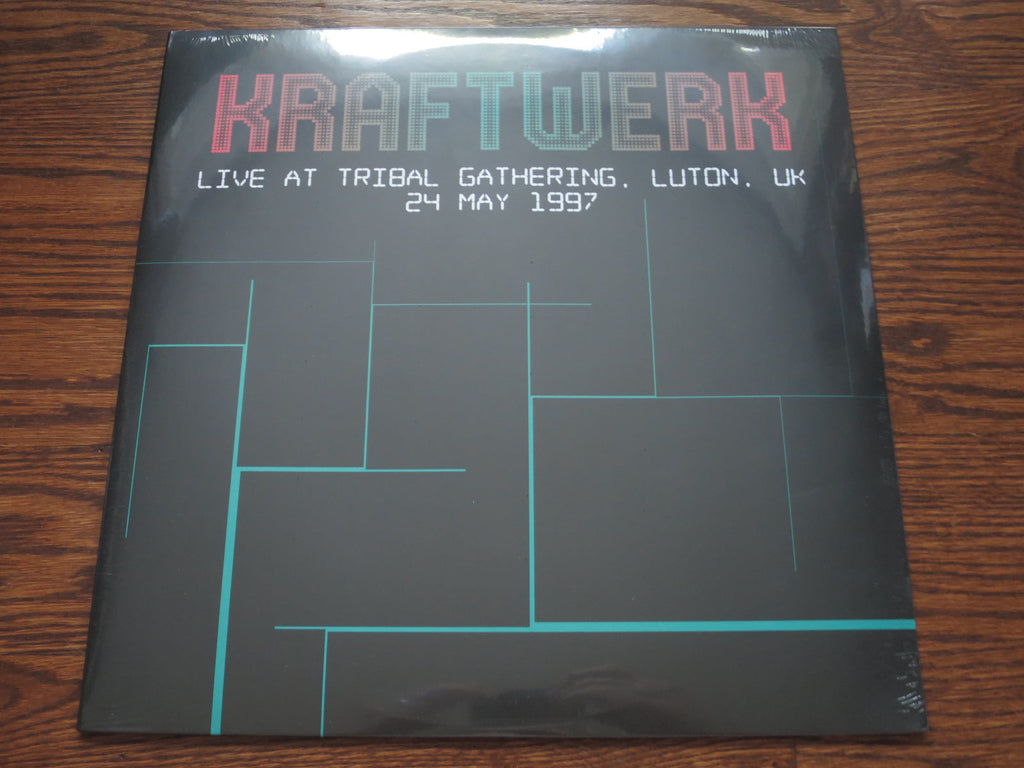 KRAFTWERK
LIVE AT TRIBAL GATHERING, LUTON, UK
24 MAY 1997